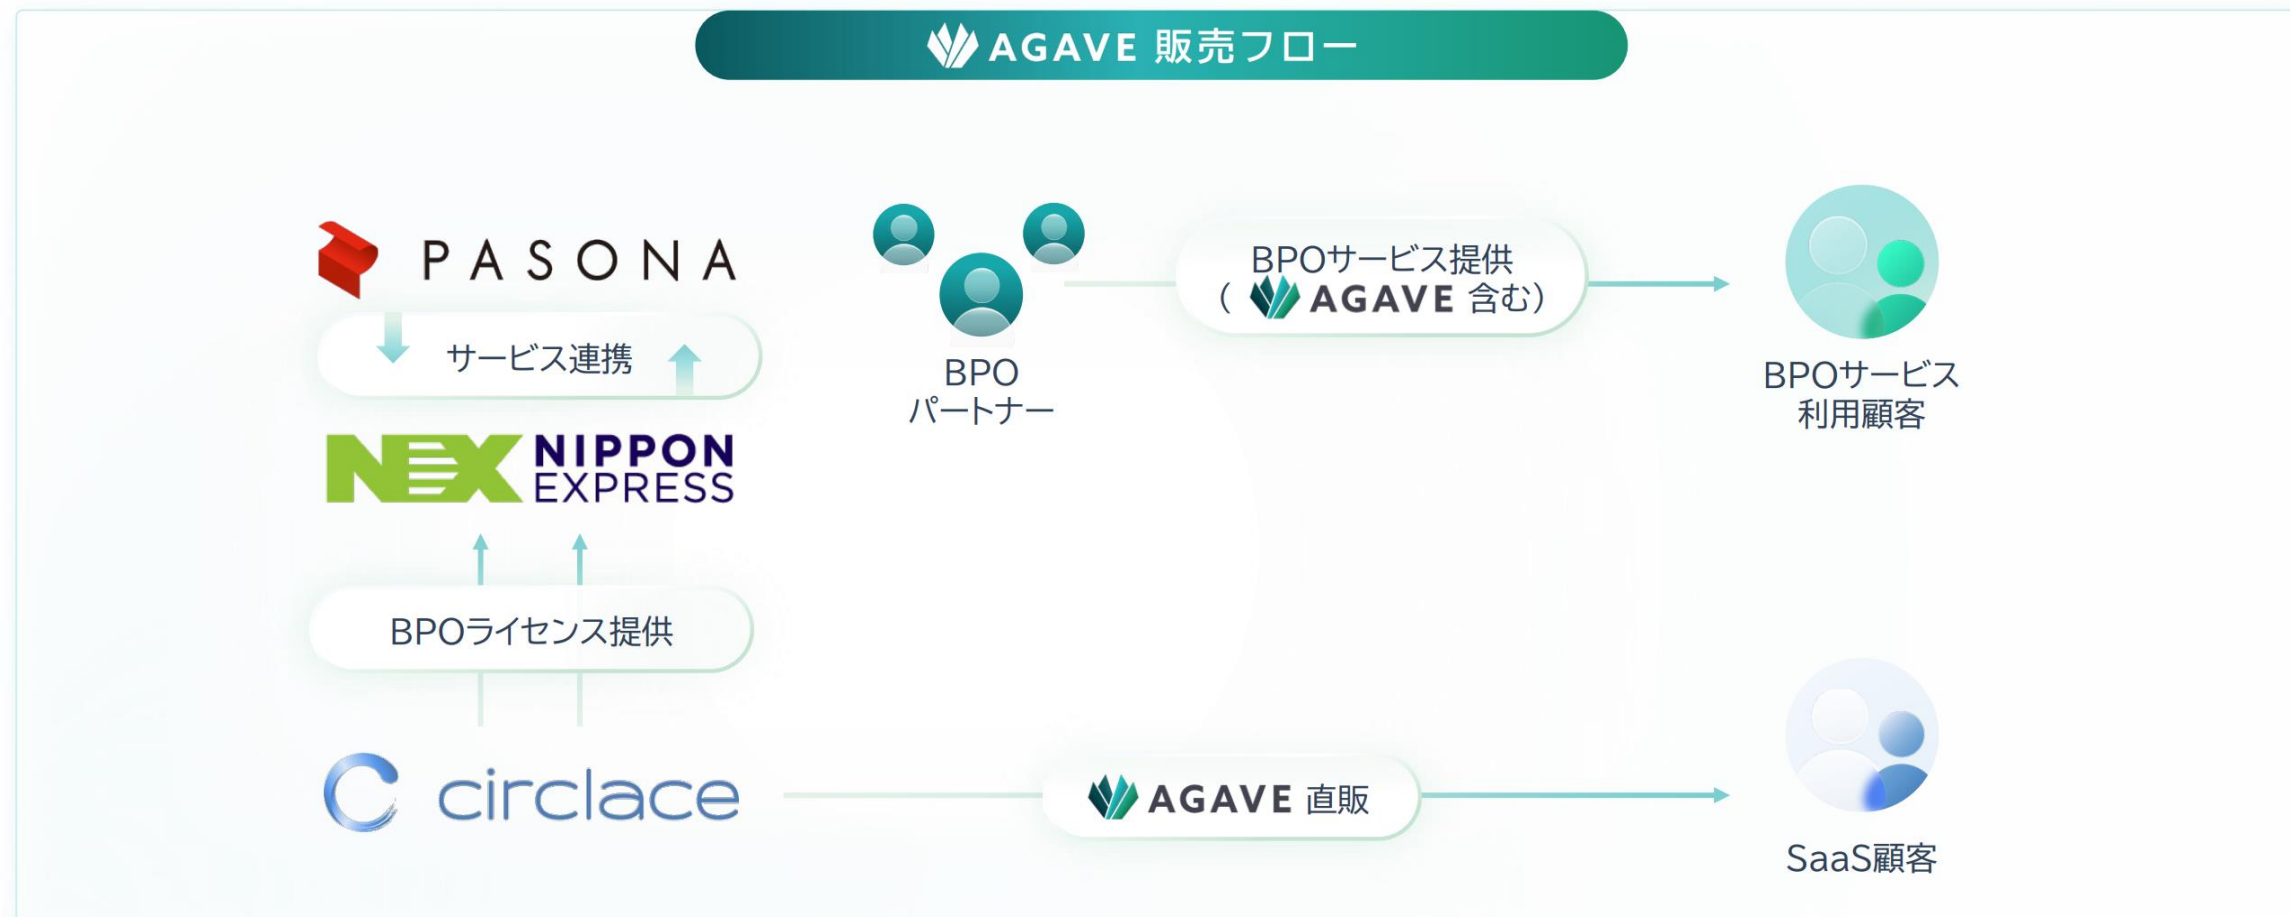 AGAVE 販売フロー
PASONA
サービス連携
NEX NIPPON
EXPRESS
BPOライセンス提供
circlace
BPO
パートナー
BPOサービス提供
( AGAVE 含む)
BPOサービス
利用顧客
AGAVE 直販
SaaS顧客